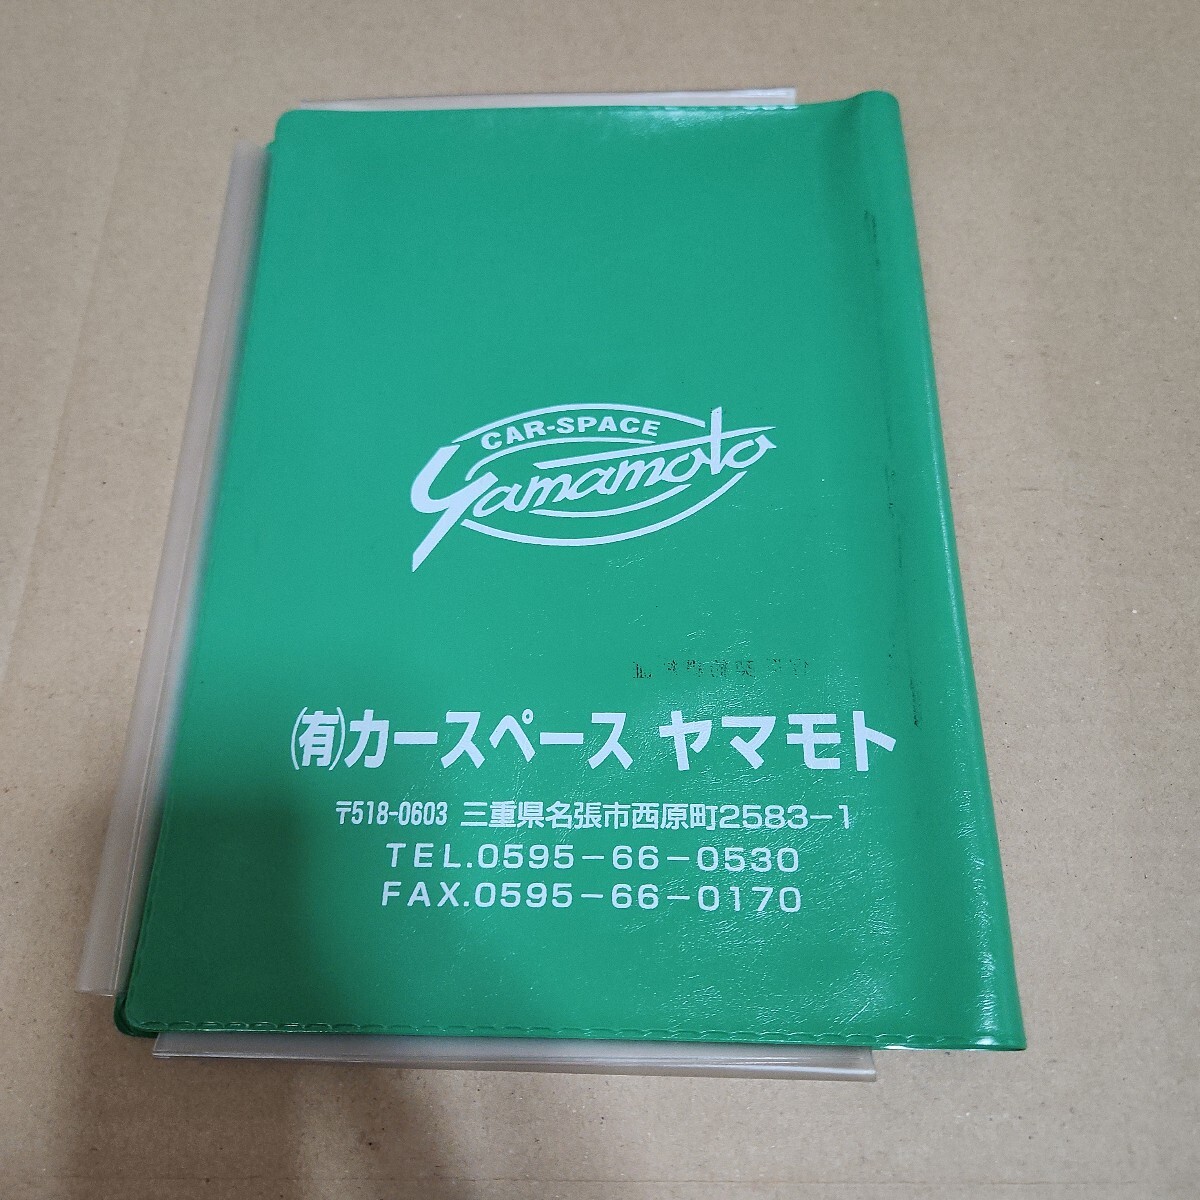 CAR-SPACE
Yamamoto
㈲カースペース ヤマモト
〒518-0603 三重県名張市西原町2583-1
TEL.0595-66-0530
FAX.0595-66-0170